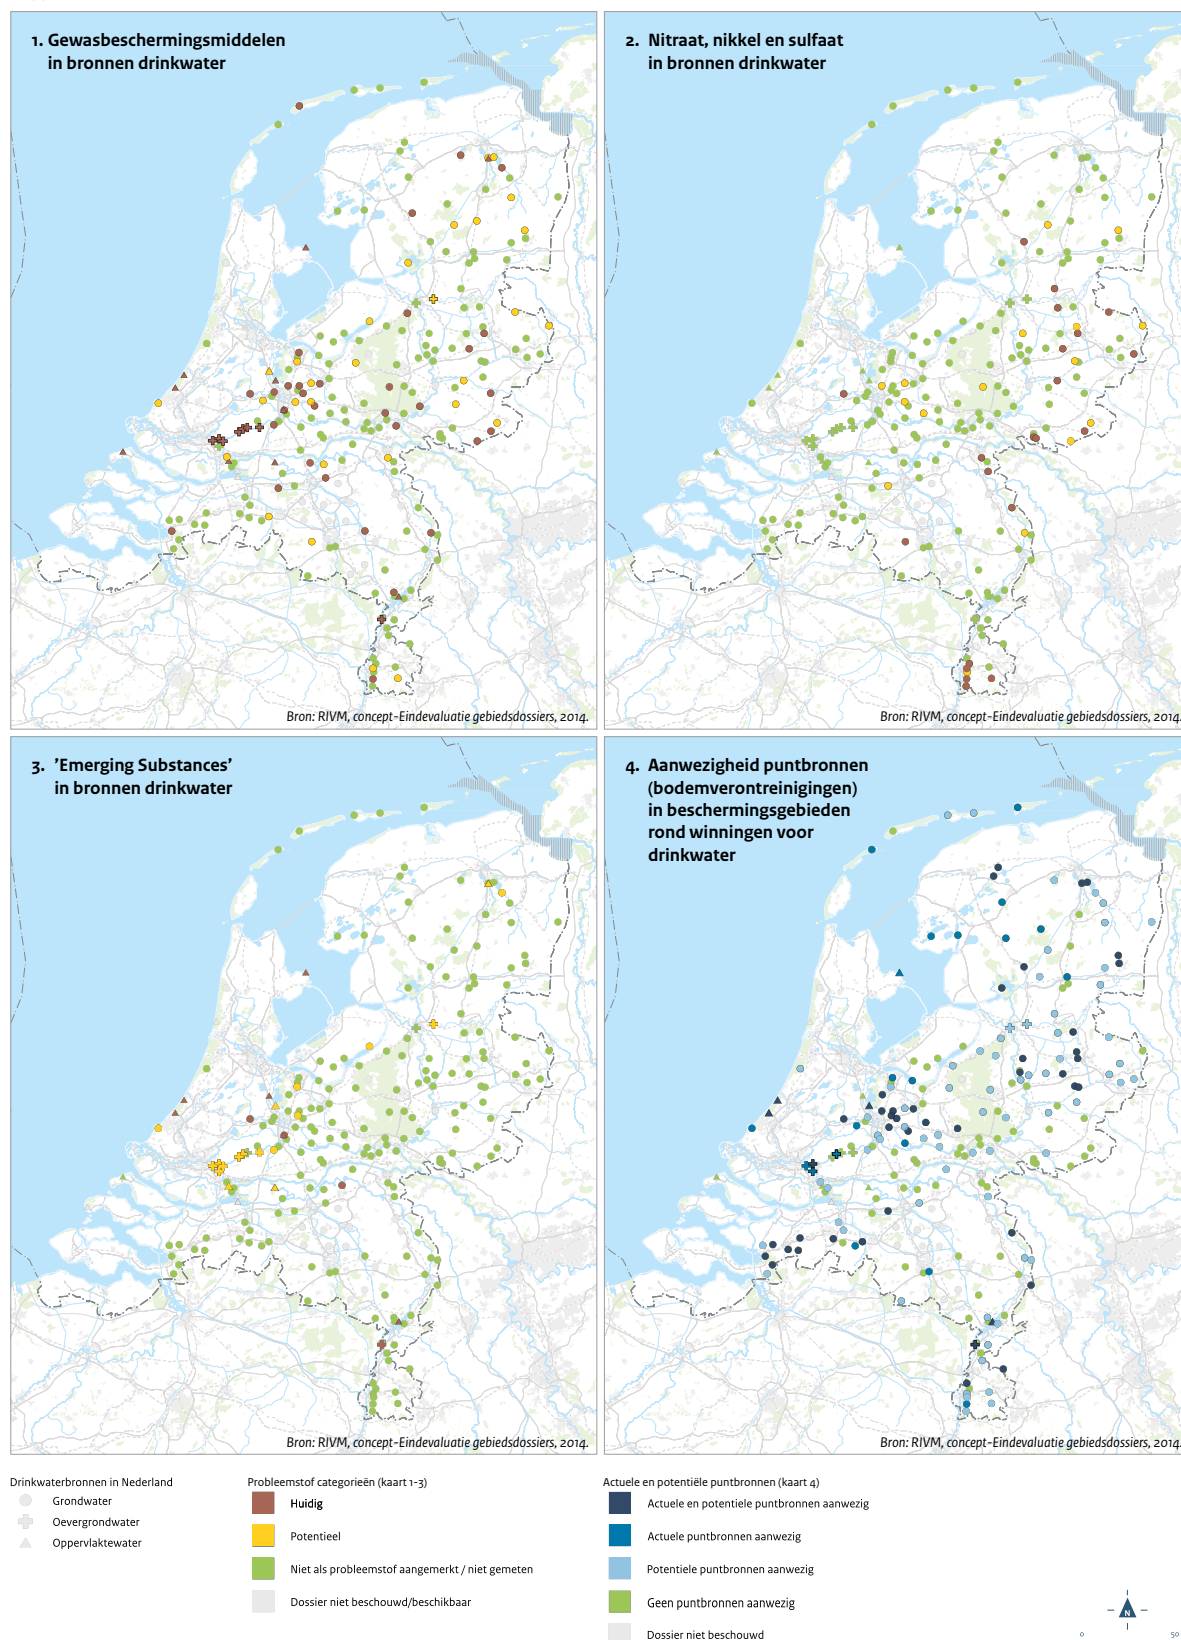 1. Gewasbeschermingsmiddelen
in bronnen drinkwater
Bron: RIVM, concept-Eindevaluatie gebiedsdossiers, 2014.
2. Nitraat, nikkel en sulfaat
in bronnen drinkwater
Bron: RIVM, concept-Eindevaluatie gebiedsdossiers, 2014.
3. 'Emerging Substances'
in bronnen drinkwater
Bron: RIVM, concept-Eindevaluatie gebiedsdossiers, 2014.
4. Aanwezigheid puntbronnen
(bodemverontreinigingen)
in beschermingsgebieden
rond winningen voor
drinkwater
Bron: RIVM, concept-Eindevaluatie gebiedsdossiers, 2014.
Drinkwaterbronnen in Nederland
Grondwater
Oevergrondwater
Oppervlaktewater
Probleemstof categorieën (kaart 1-3)
Huidig
Potentieel
Niet als probleemstof aangemerkt / niet gemeten
Dossier niet beschouwd/beschikbaar
Actuele en potentiële puntbronnen (kaart 4)
Actuele en potentiele puntbronnen aanwezig
Actuele puntbronnen aanwezig
Potentiele puntbronnen aanwezig
Geen puntbronnen aanwezig
Dossier niet beschouwd
N
0 50